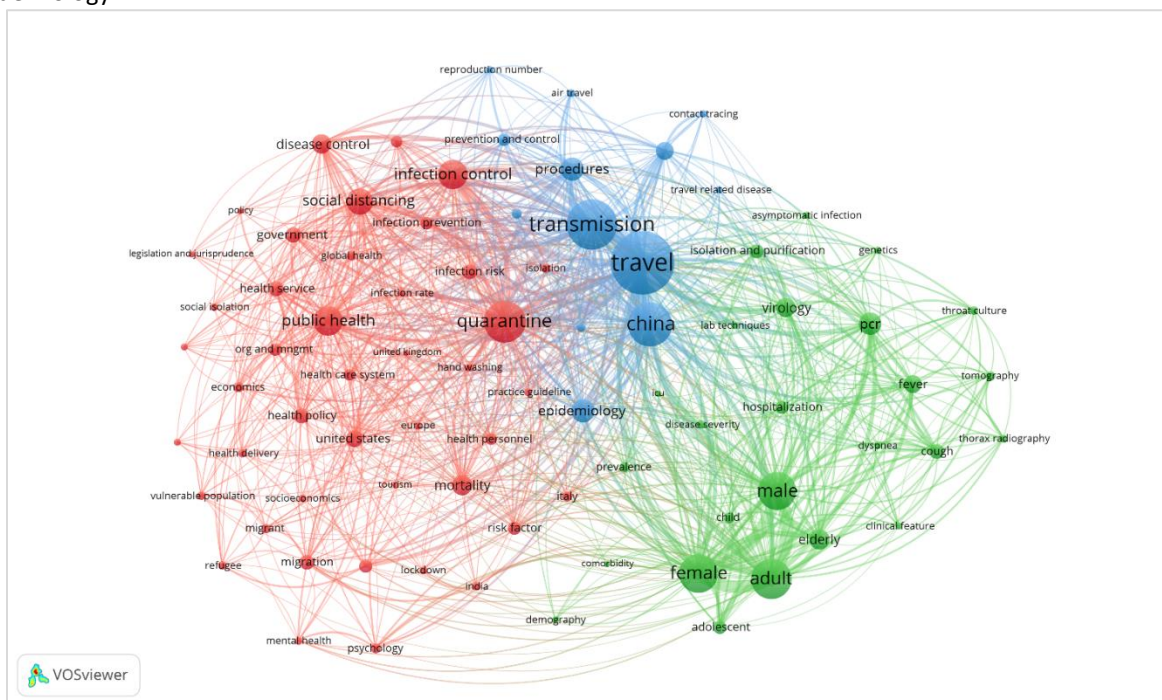 reproduction number
air travel
contact tracing
prevention and control
disease control
procedures
infection control
travel related disease
social distancing
policy
infection prevention
transmission
asymptomatic infection
government
isolation and purification
genetics
legislation and jurisprudence
global health
travel
infection risk
isolation
health service
infection rate
social isolation
virology
throat culture
public health
quarantine
china
lab techniques
pcr
org and mngmt
united kingdom
health care system
hand washing
tomography
economics
practice guideline
icu
fever
health policy
epidemiology
hospitalization
europe
disease severity
united states
health personnel
thorax radiography
dyspnea
cough
health delivery
prevalence
tourism
mortality
male
vulnerable population
socioeconomics
italy
child
migrant
risk factor
clinical feature
elderly
refugee
migration
lockdown
comorbidity
female
adult
india
demography
adolescent
mental health
psychology
VOSviewer